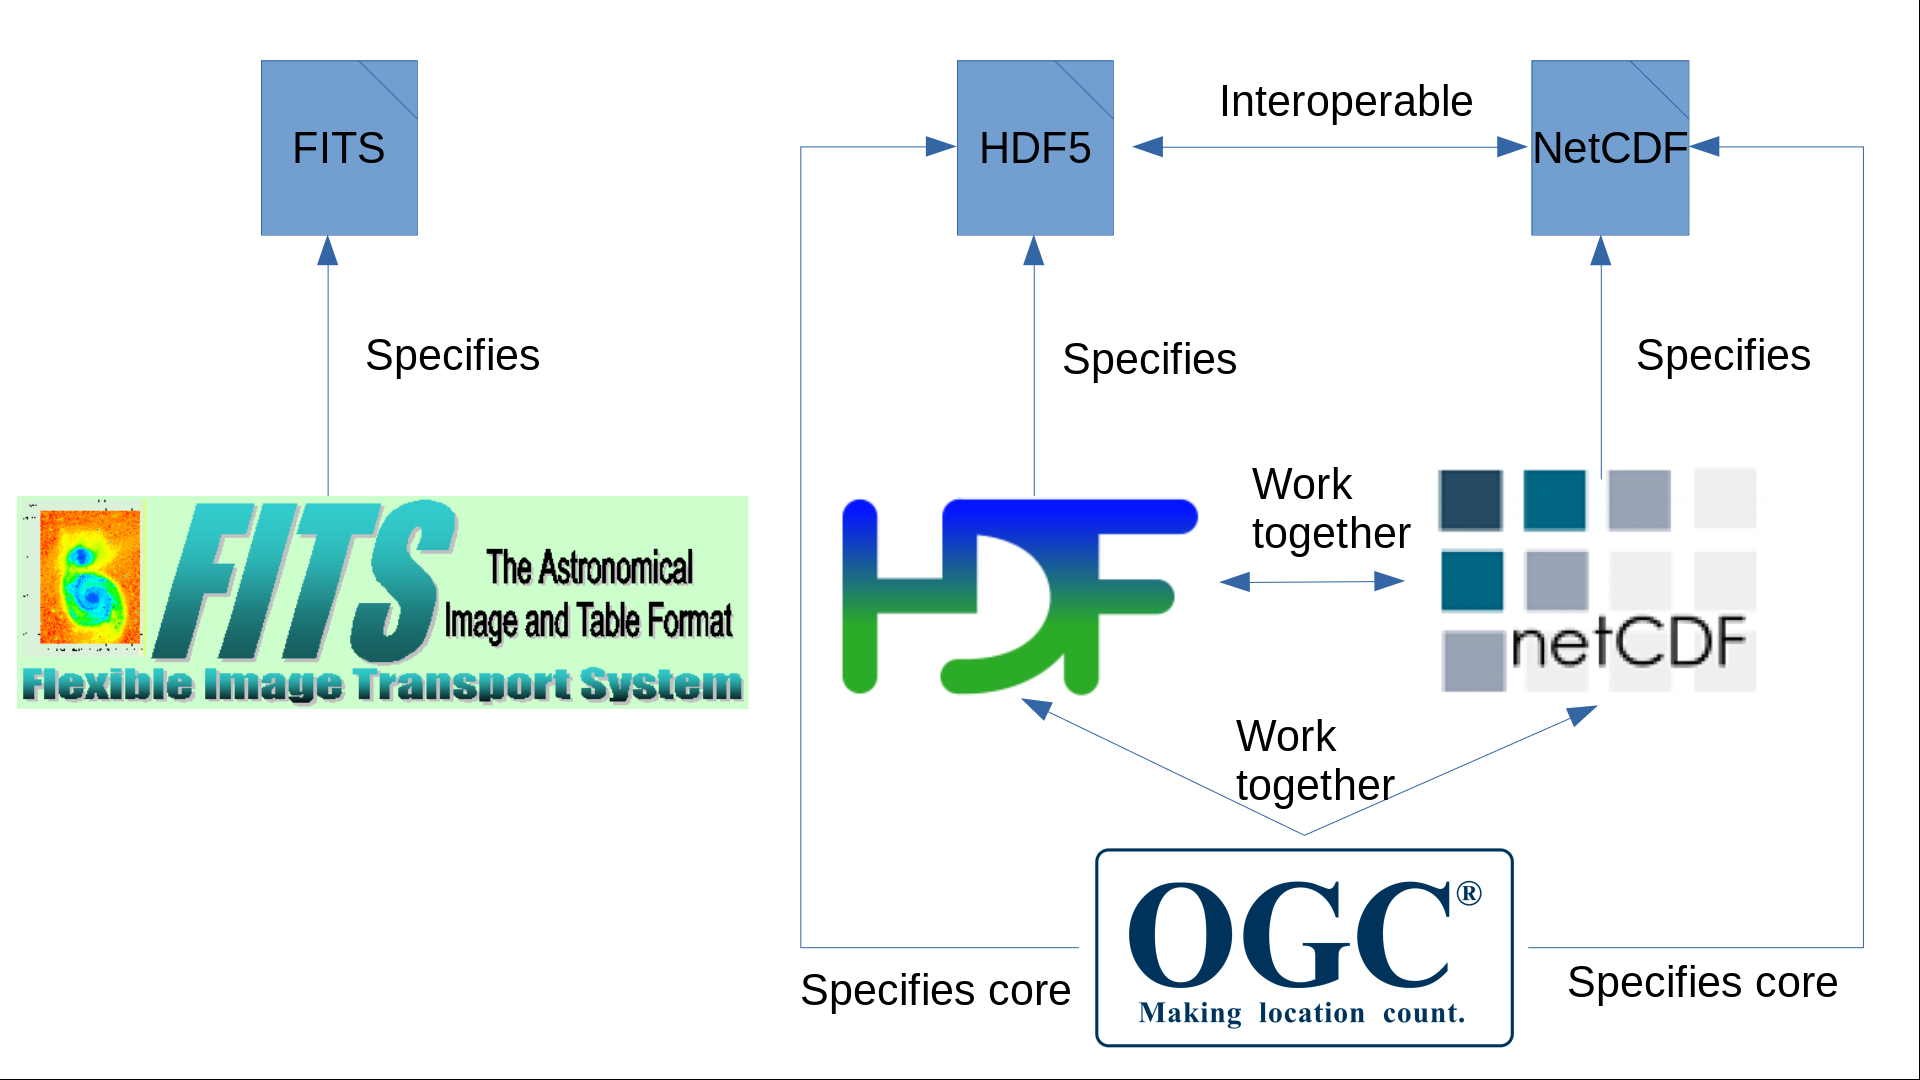 FITS
HDF5
Interoperable
NetCDF
Specifies
Specifies
Specifies
FITS
The Astronomical
Image and Table Format
Flexible Image Transport System
HDF
Work
together
netCDF
Work
together
OGC®
Making location count.
Specifies core
Specifies core